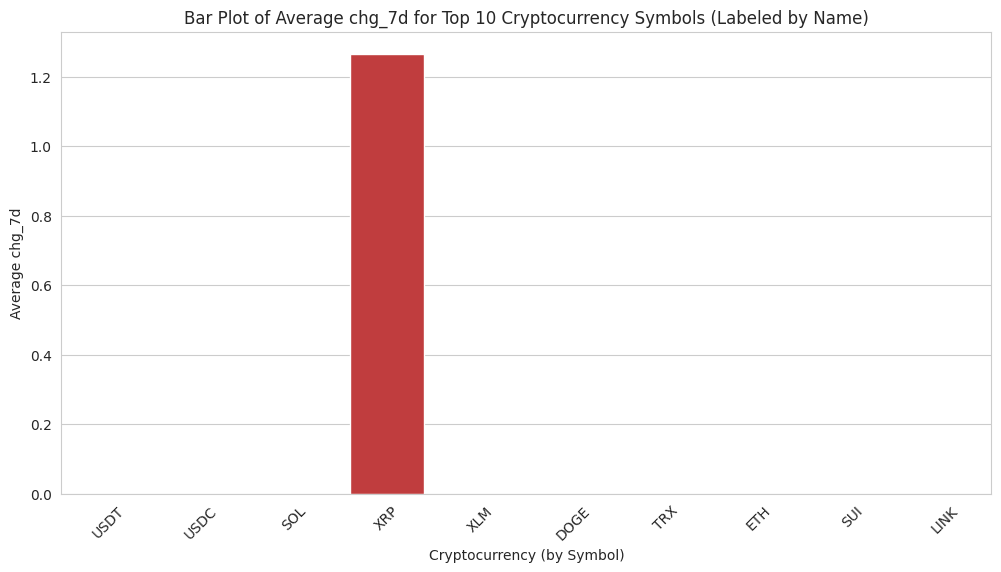 Bar Plot of Average chg_7d for Top 10 Cryptocurrency Symbols (Labeled by Name)
Average chg_7d
1.2
1.0
0.8
0.6
0.4
0.2
0.0
USDT
USDC
SOL
XRP
XLM
DOGE
TRX
ETH
SUI
LINK
Cryptocurrency (by Symbol)